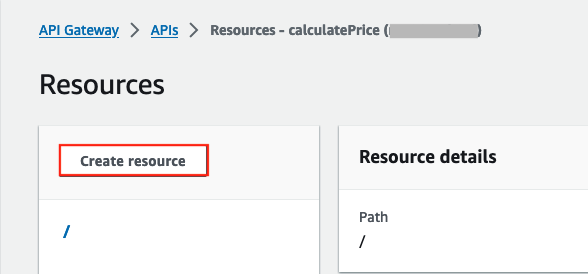 API Gateway > APIs > Resources - calculatePrice ( )
Resources
Create resource
/
Resource details
Path
/